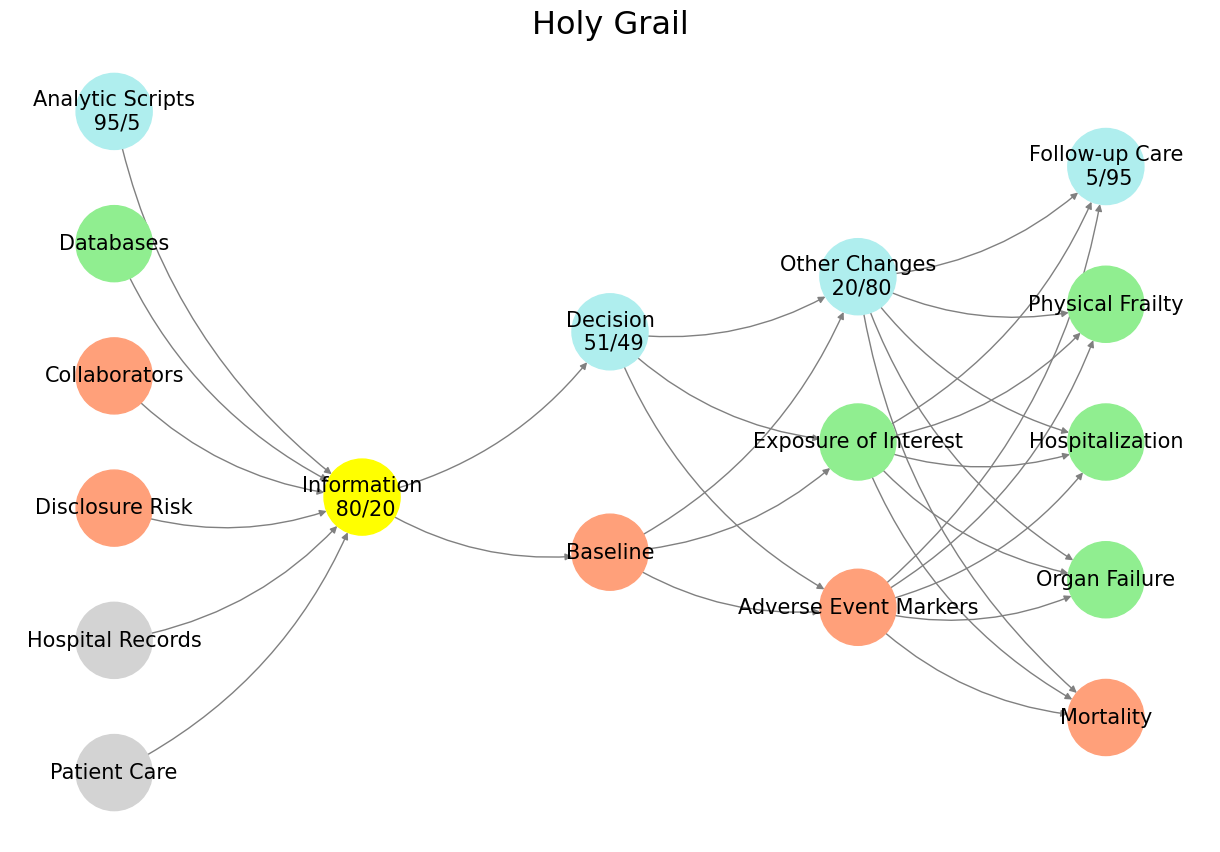 Holy Grail
Analytic Scripts
95/5
Databases
Collaborators
Disclosure Risk
Hospital Records
Patient Care
Information
80/20
Decision
51/49
Baseline
Other Changes
20/80
Exposure of Interest
Adverse Event Markers
Follow-up Care
5/95
Physical Frailty
Hospitalization
Organ Failure
Mortality